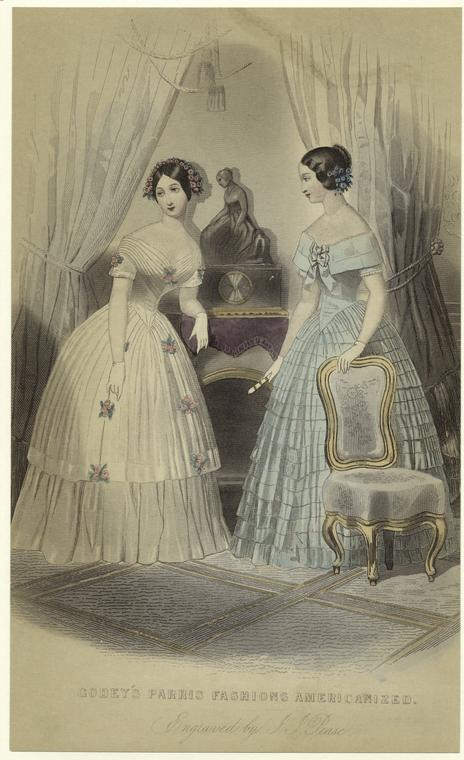 GODEY'S PARRIS FASHIONS AMERICANIZED.
Engraved by J. I. Pease